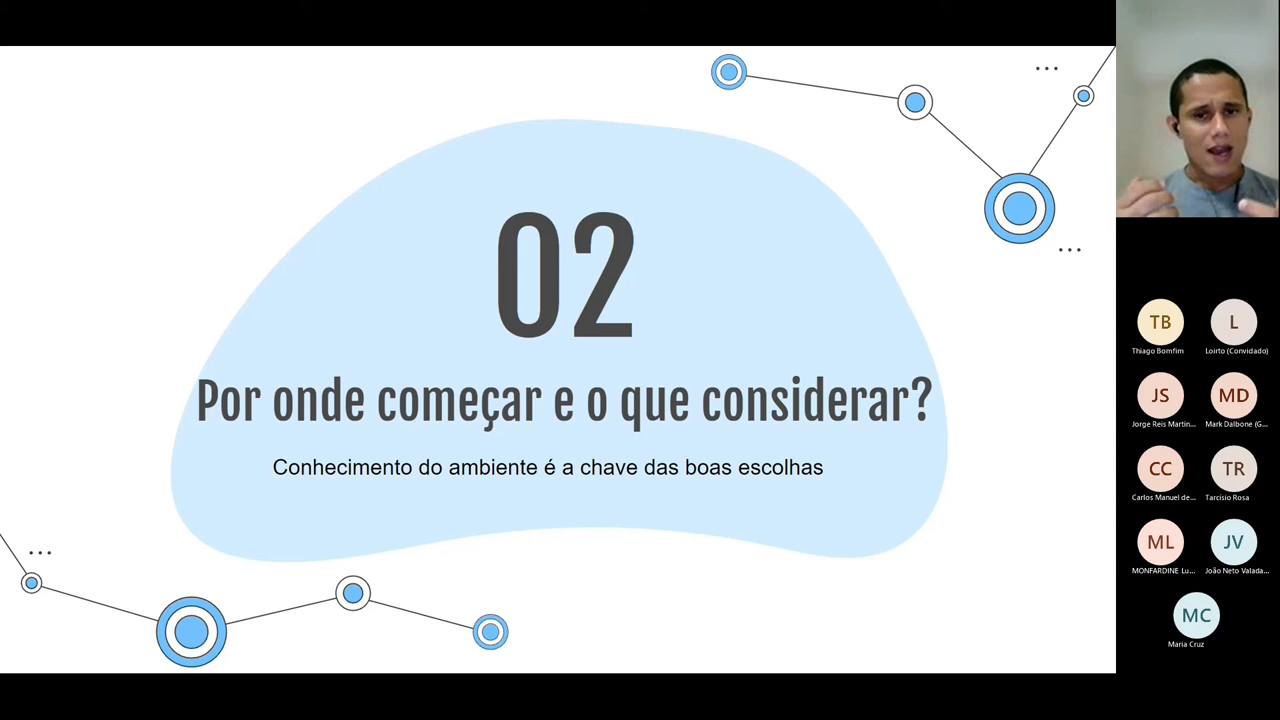 02
Por onde começar e o que considerar?
Conhecimento do ambiente é a chave das boas escolhas
TB
L
Thiago Bomfim
Loirto (Convidado)
JS
MD
Jorge Reis Martin...
Mark Dalbone (G...
CC
TR
Carlos Manuel de...
Tarcísio Rosa
ML
JV
MONFARDINE Lu...
João Neto Valada...
MC
Maria Cruz